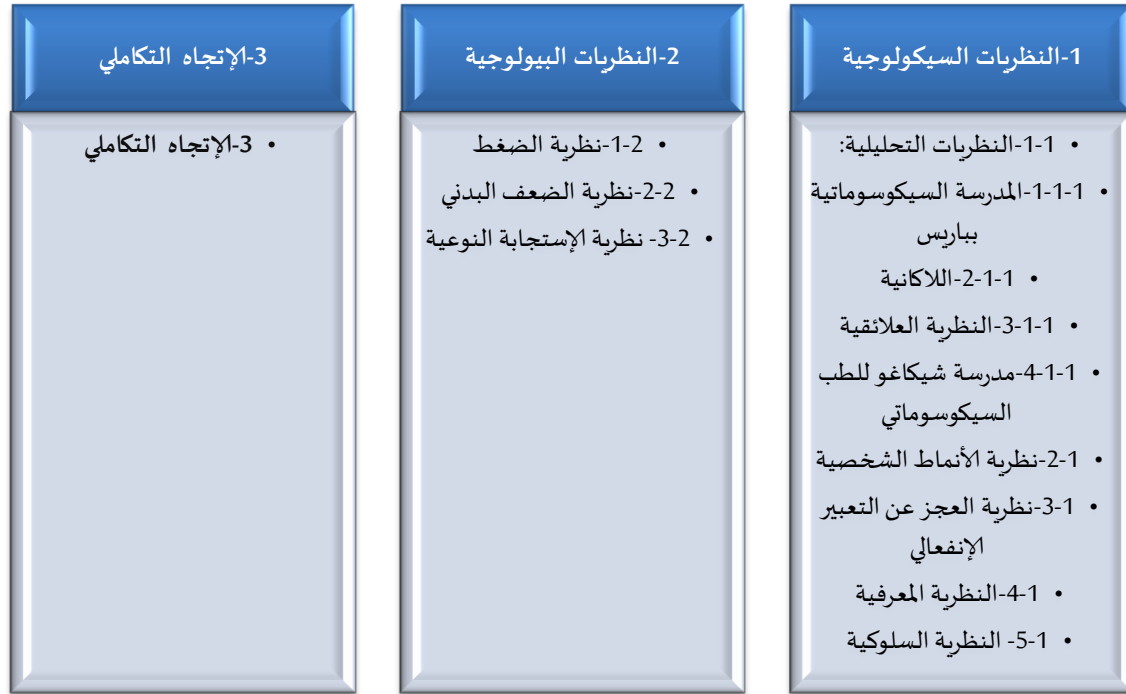 1-النظريات السيكولوجية
• 1-1-النظريات التحليلية:
• 1-1-1-المدرسة السيكوسوماتية
بباريس
• 1-1-2-اللاكانية
• 1-1-3-النظرية العلائقية
• 1-1-4-مدرسة شيكاغو للطب
السيكوسوماتي
• 1-2-نظرية الأنماط الشخصية
• 1-3-نظرية العجز عن التعبير
الإنفعالي
• 1-4-النظرية المعرفية
• 1-5- النظرية السلوكية
2-النظريات البيولوجية
• 2-1-نظرية الضغط
• 2-2-نظرية الضعف البدني
• 2-3- نظرية الإستجابة النوعية
3-الإتجاه التكاملي
• 3-الإتجاه التكاملي